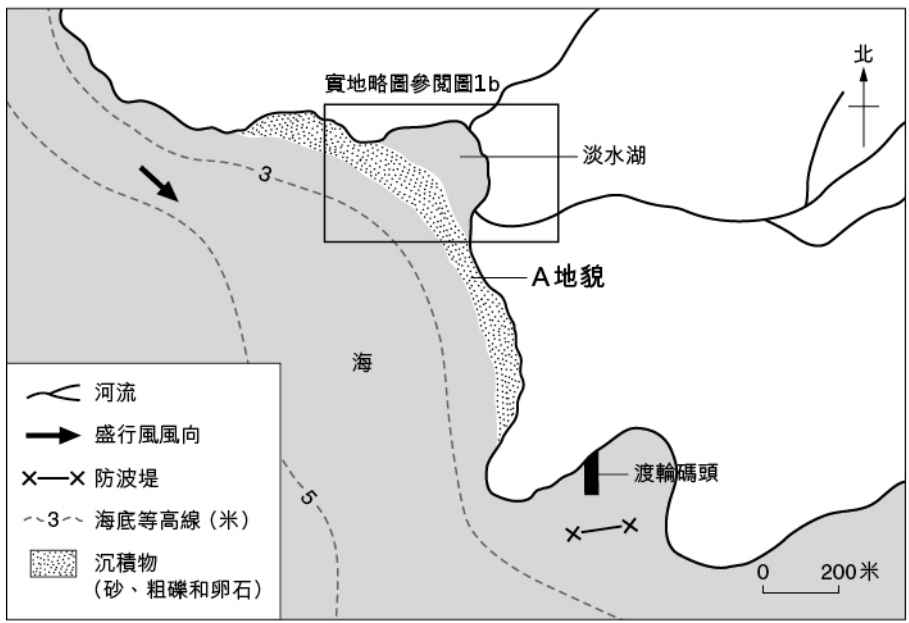 實地略圖參閱圖1b
北
淡水湖
3
A地貌
海
河流
盛行風風向
防波堤
3
海底等高線(米)
沉積物
(砂、粗礫和卵石)
5
渡輪碼頭
0 200米